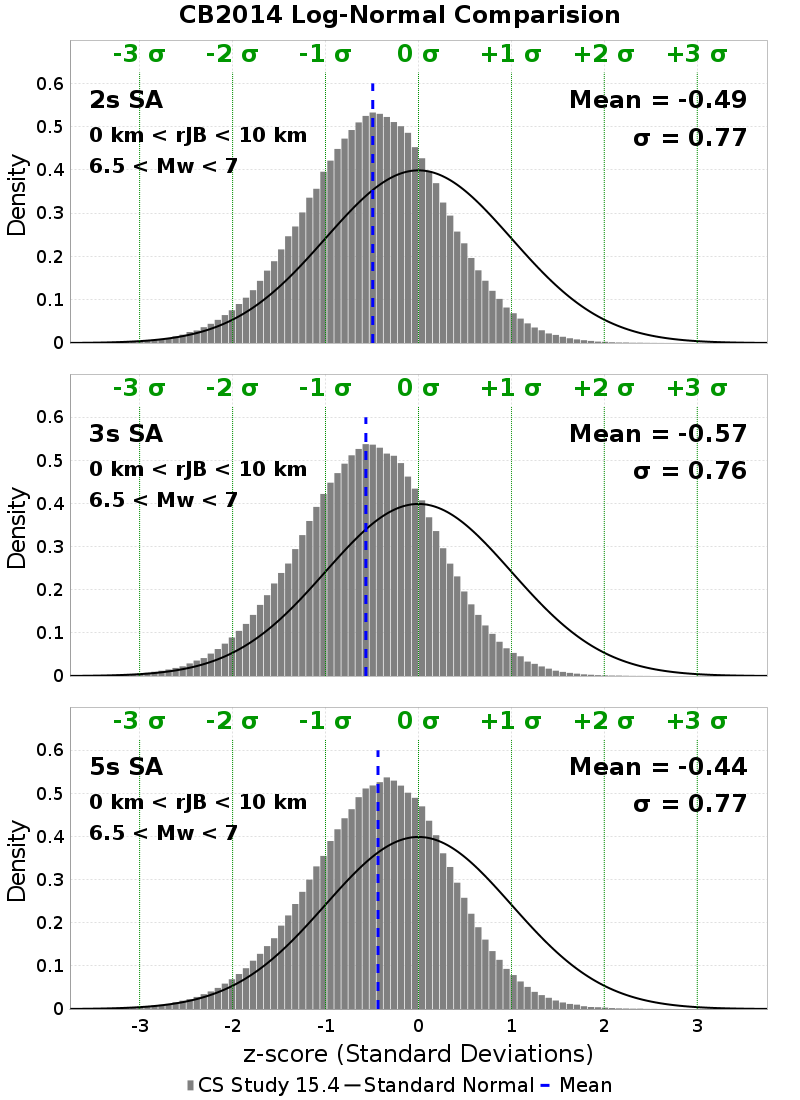 CB2014 Log-Normal Comparision
-3 σ -2 σ -1 σ 0 σ +1 σ +2 σ +3 σ
0.6
2s SA
Mean = -0.49
0 km < rJB < 10 km
σ = 0.77
0.5
6.5 < Mw < 7
0.4
0.3
0.2
0.1
0
Density
-3 σ -2 σ -1 σ 0 σ +1 σ +2 σ +3 σ
0.6
3s SA
Mean = -0.57
0 km < rJB < 10 km
σ = 0.76
0.5
6.5 < Mw < 7
0.4
0.3
0.2
0.1
0
Density
-3 σ -2 σ -1 σ 0 σ +1 σ +2 σ +3 σ
0.6
5s SA
Mean = -0.44
0 km < rJB < 10 km
σ = 0.77
0.5
6.5 < Mw < 7
0.4
0.3
0.2
0.1
0
Density
-3 -2 -1 0 1 2 3
z-score (Standard Deviations)
CS Study 15.4 Standard Normal Mean